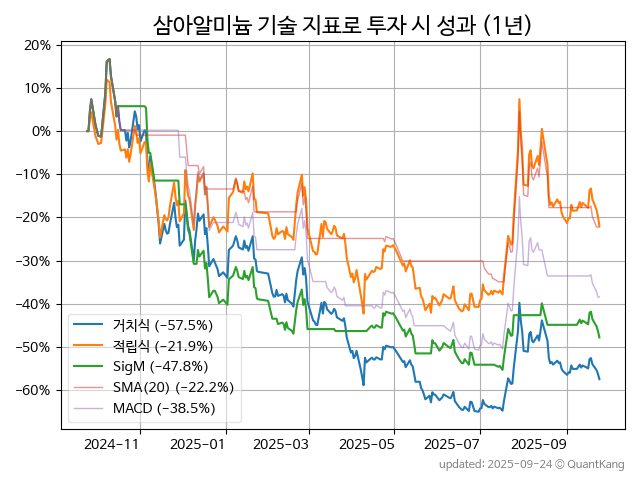 삼아알미늄 기술 지표로 투자 시 성과 (1년)
20%
10%
0%
−10%
−20%
−30%
−40%
−50%
−60%
거치식 (−57.5%)
적립식 (−21.9%)
SigM (−47.8%)
SMA(20) (−22.2%)
MACD (−38.5%)
2024-11 2025-01 2025-03 2025-05 2025-07 2025-09
updated: 2025-09-24 ⓒ QuantKang